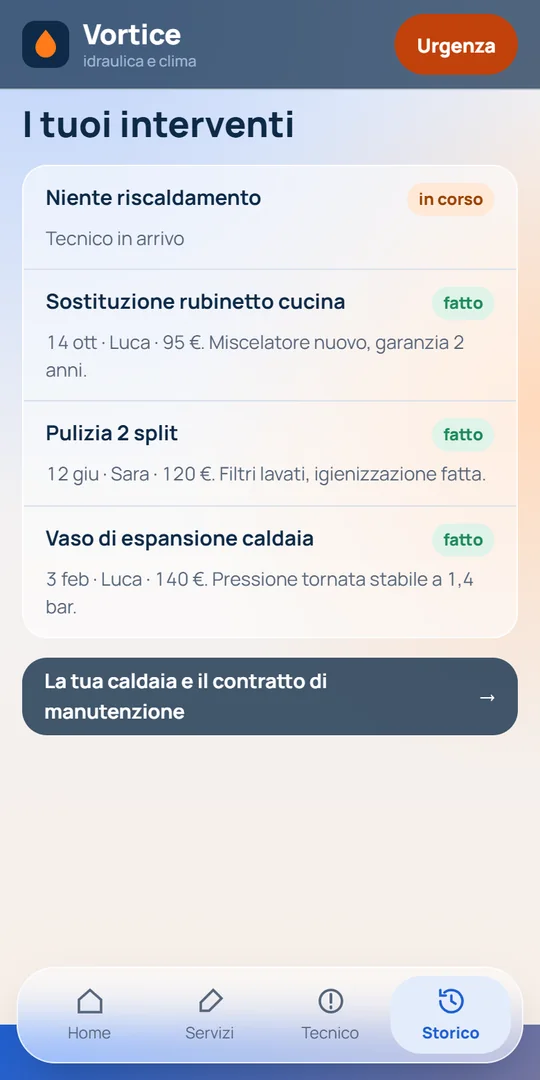 Vortice
idraulica e clima
Urgenza
I tuoi interventi
Niente riscaldamento
in corso
Tecnico in arrivo
Sostituzione rubinetto cucina
fatto
14 ott · Luca · 95 €. Miscelatore nuovo, garanzia 2
anni.
Pulizia 2 split
fatto
12 giu · Sara · 120 €. Filtri lavati, igienizzazione fatta.
Vaso di espansione caldaia
fatto
3 feb · Luca · 140 €. Pressione tornata stabile a 1,4
bar.
La tua caldaia e il contratto di
manutenzione
→
Home
Servizi
Tecnico
Storico